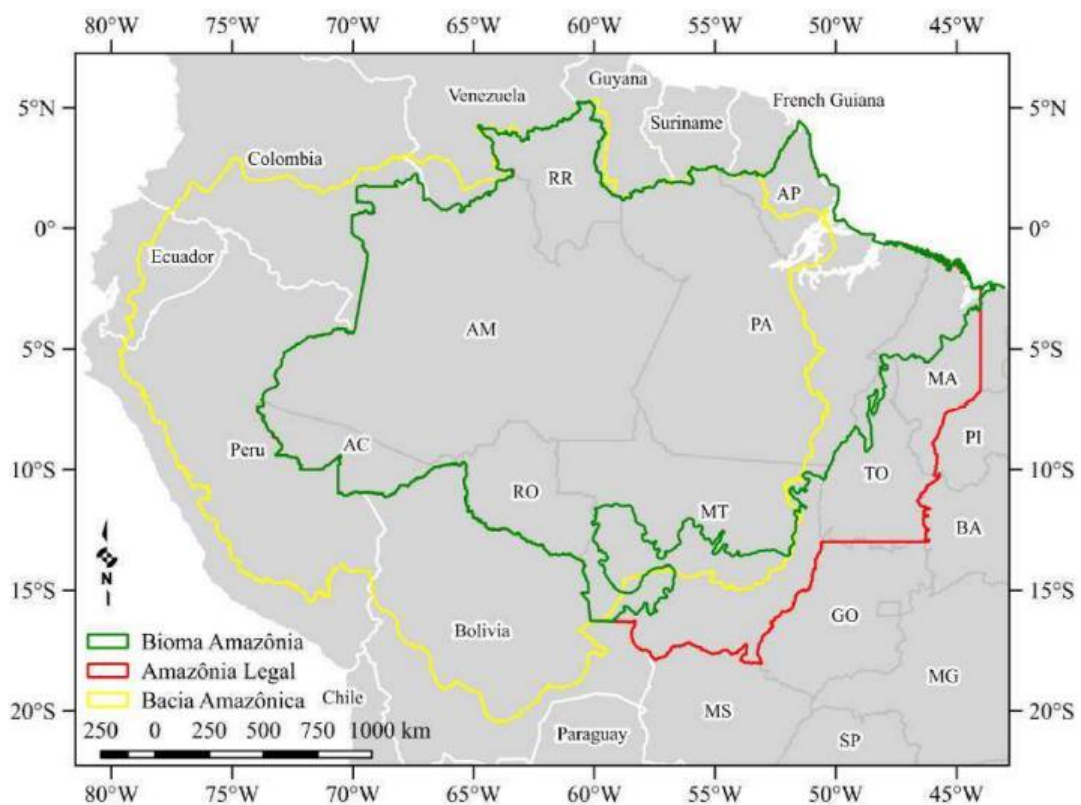 80°W 75°W 70°W 65°W 60°W 55°W 50°W 45°W
Guyana
French Guiana
5°N 5°N
Venezuela
Suriname
Colombia
RR
AP
0° 0°
Ecuador
AM
PA
5°S 5°S
MA
PI
Peru
AC
10°S 10°S
RO
MT
TO
BA
N
15°S 15°S
Bolivia
GO
Bioma Amazônia
Amazônia Legal
MG
Bacia Amazônica
Chile
20°S 20°S
MS
250 0 250 500 750 1000 km
Paraguay
SP
80°W 75°W 70°W 65°W 60°W 55°W 50°W 45°W